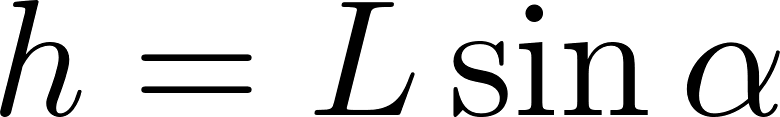 h = L sin α